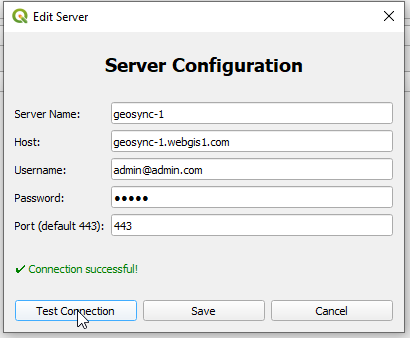 Edit Server
Server Configuration
Server Name: geosync-1
Host: geosync-1.webgis1.com
Username: admin@admin.com
Password: ●●●●●
Port (default 443): 443
✔ Connection successful!
Test Connection Save Cancel